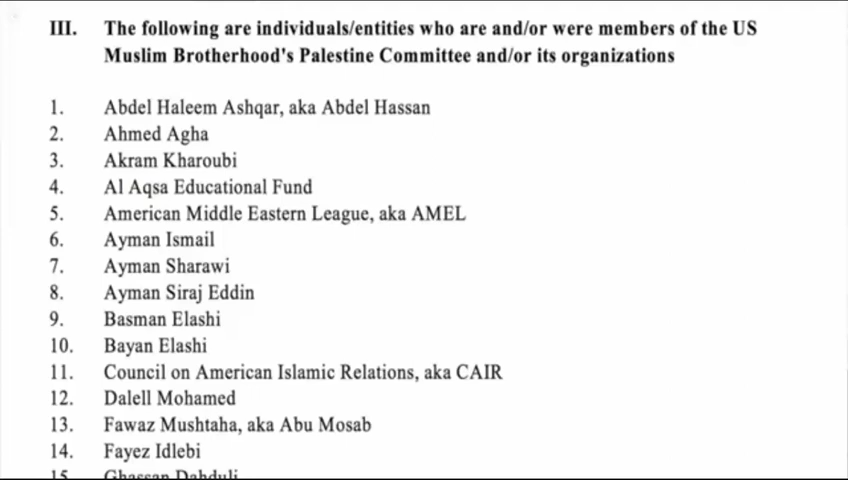 III. The following are individuals/entities who are and/or were members of the US
Muslim Brotherhood's Palestine Committee and/or its organizations
1. Abdel Haleem Ashqar, aka Abdel Hassan
2. Ahmed Agha
3. Akram Kharoubi
4. Al Aqsa Educational Fund
5. American Middle Eastern League, aka AMEL
6. Ayman Ismail
7. Ayman Sharawi
8. Ayman Siraj Eddin
9. Basman Elashi
10. Bayan Elashi
11. Council on American Islamic Relations, aka CAIR
12. Dalell Mohamed
13. Fawaz Mushtaha, aka Abu Mosab
14. Fayez Idlebi
15. Ghassan Dahduli